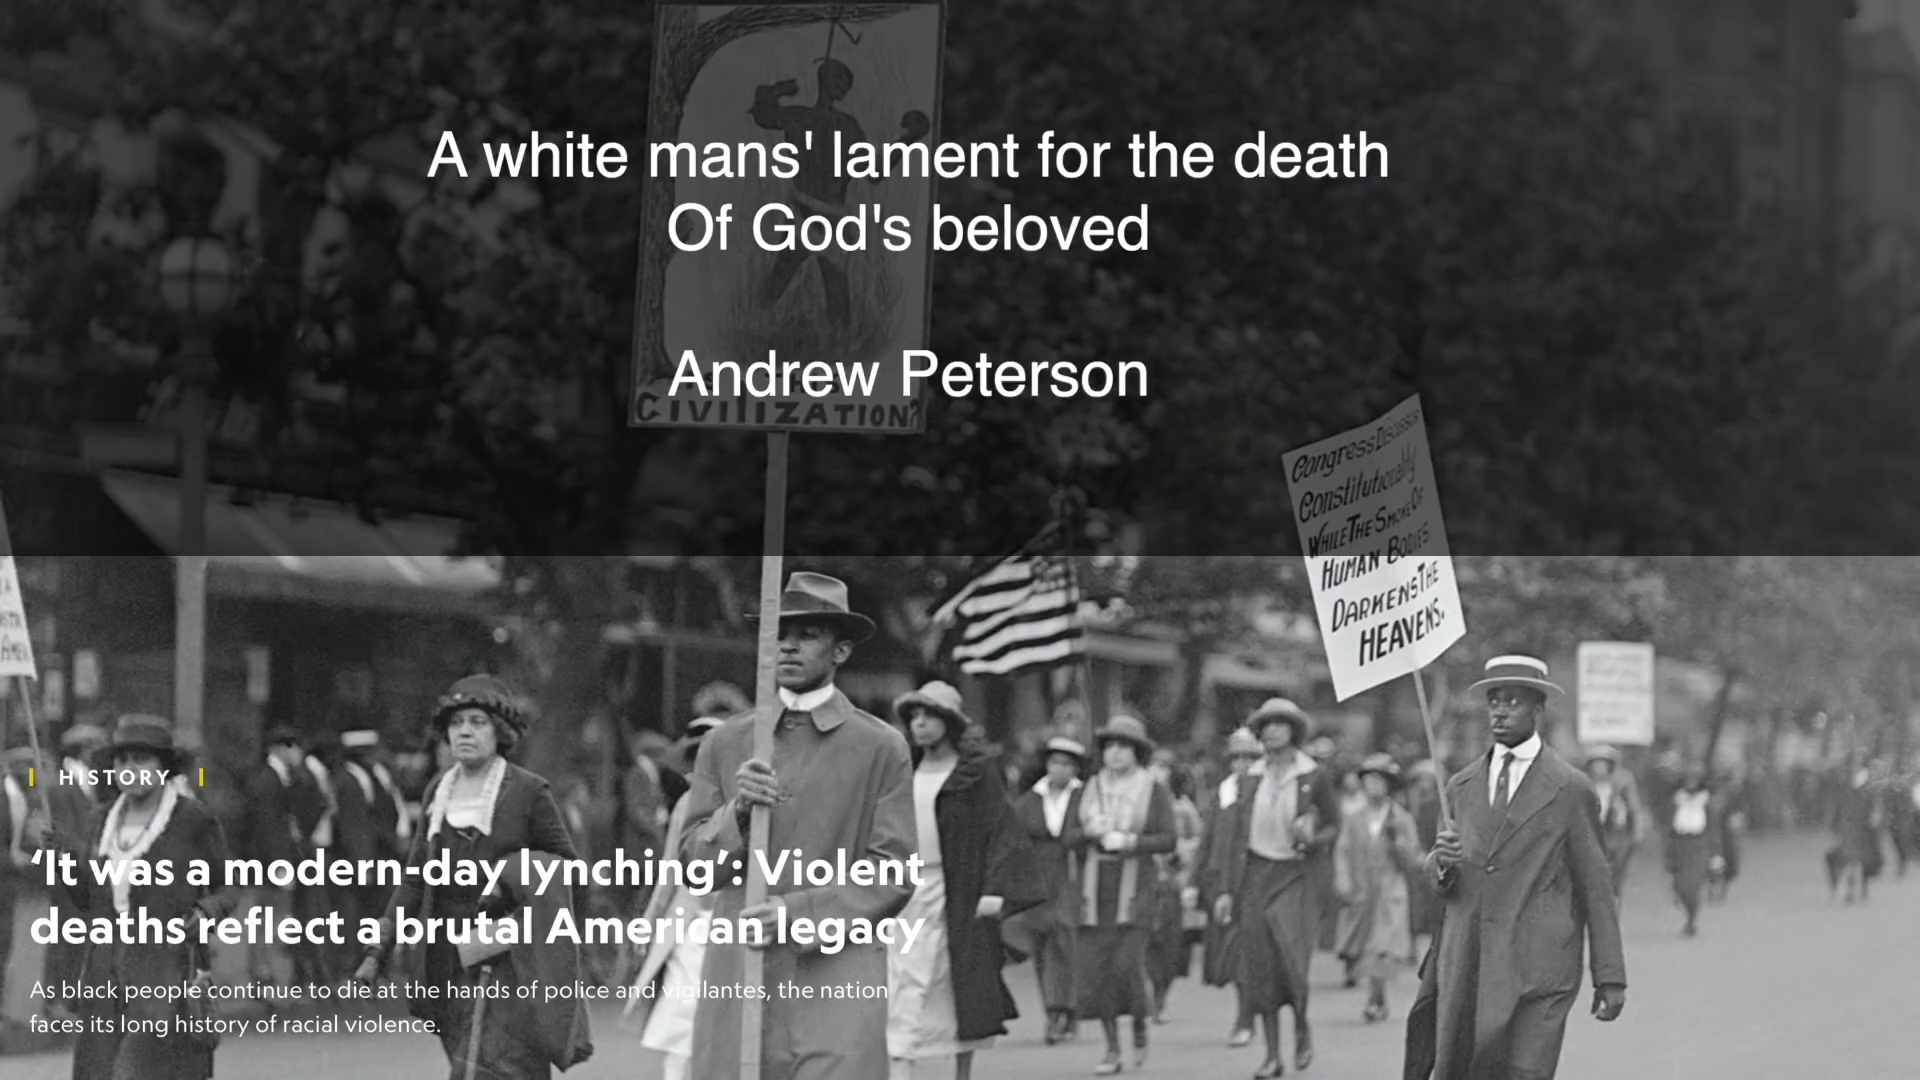 A white mans' lament for the death
Of God's beloved
Andrew Peterson
CIVILIZATION?
Congress Discusses
Constitutionally
WHILE THE SMOKE OF
HUMAN BODIES
DARKENS THE
HEAVENS.
HISTORY
‘It was a modern-day lynching’: Violent
deaths reflect a brutal American legacy
As black people continue to die at the hands of police and vigilantes, the nation
faces its long history of racial violence.